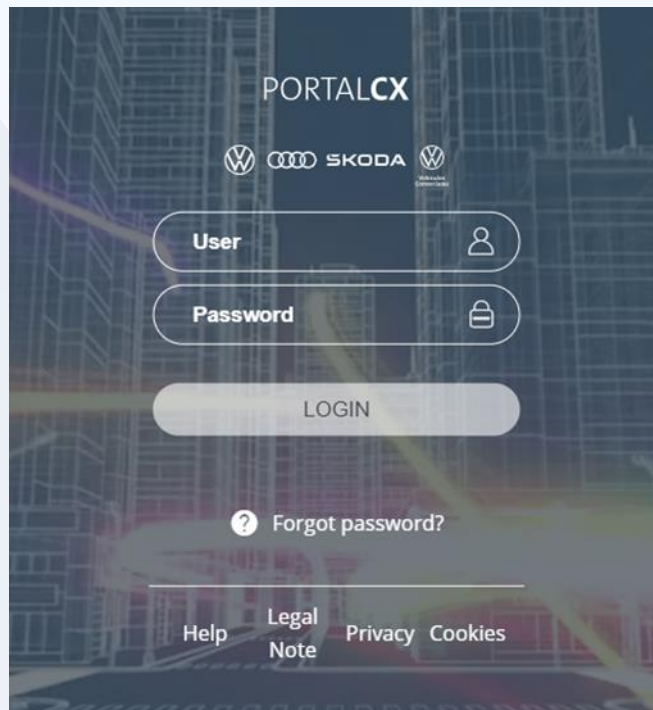 PORTALCX
SKODA
User
Password
LOGIN
? Forgot password?
Help Legal Note Privacy Cookies